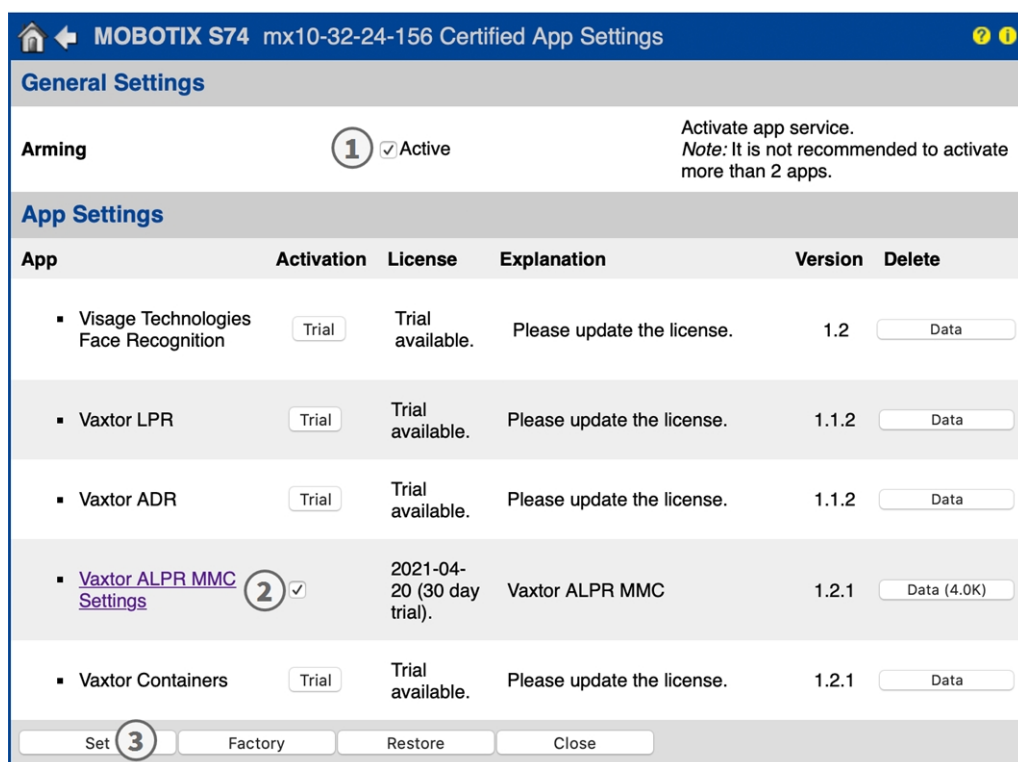 MOBOTIX S74 mx10-32-24-156 Certified App Settings ? i
General Settings
Arming 1 Active Activate app service.
Note: It is not recommended to activate
more than 2 apps.
App Settings
App Activation License Explanation Version Delete
Visage Technologies
Face Recognition
Trial
Trial
available.
Please update the license. 1.2 Data
Vaxtor LPR Trial
Trial
available.
Please update the license. 1.1.2 Data
Vaxtor ADR Trial
Trial
available.
Please update the license. 1.1.2 Data
Vaxtor ALPR MMC
Settings
2
2021-04-
20 (30 day
trial).
Vaxtor ALPR MMC 1.2.1 Data (4.0K)
Vaxtor Containers Trial
Trial
available.
Please update the license. 1.2.1 Data
Set 3 Factory Restore Close